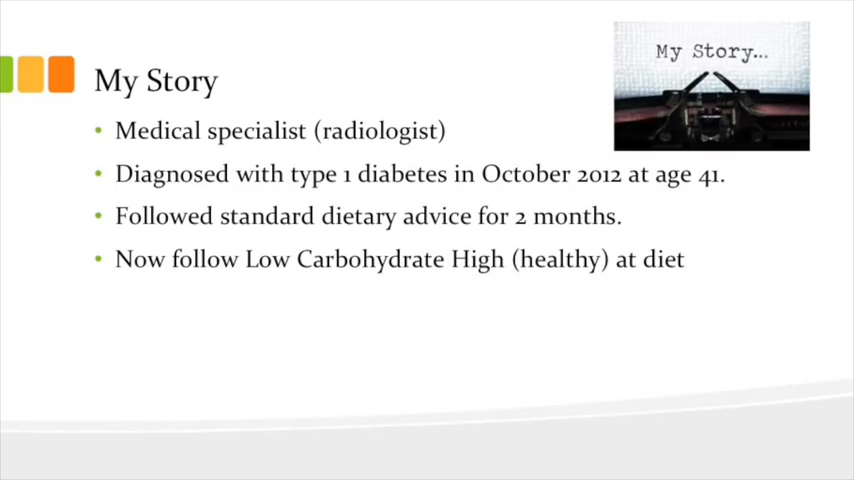 My Story...
My Story
• Medical specialist (radiologist)
• Diagnosed with type 1 diabetes in October 2012 at age 41.
• Followed standard dietary advice for 2 months.
• Now follow Low Carbohydrate High (healthy) at diet